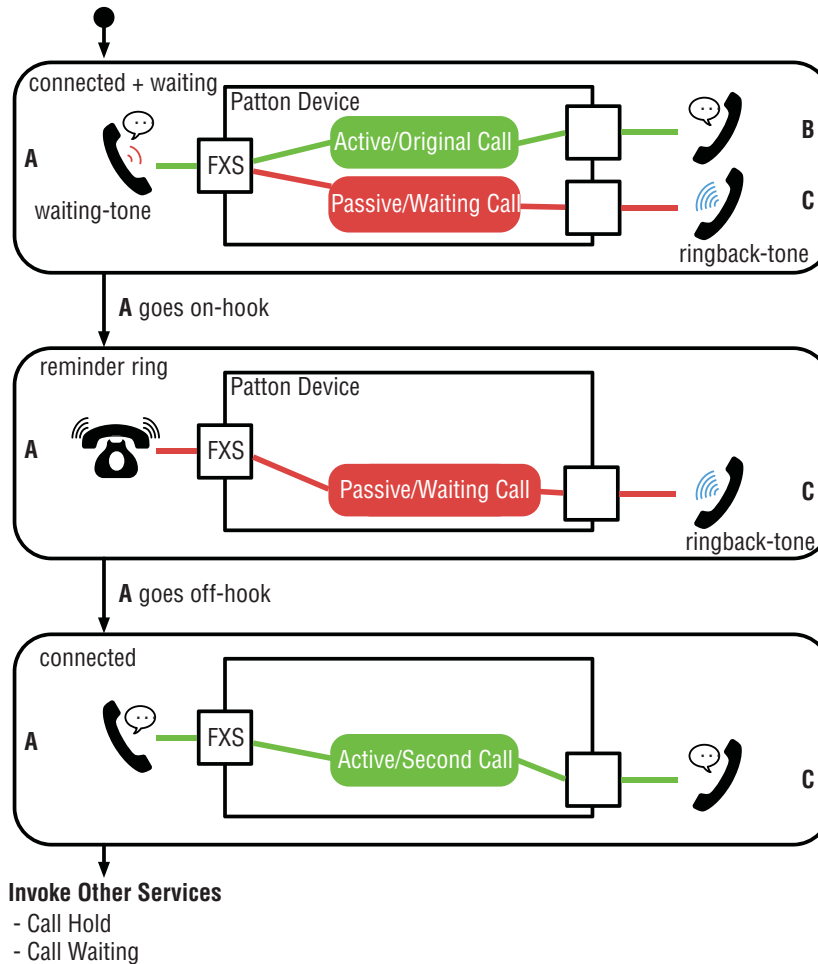 connected + waiting
Patton Device
A
FXS
Active/Original Call
B
Passive/Waiting Call
C
waiting-tone
ringback-tone
A goes on-hook
reminder ring
Patton Device
A
FXS
Passive/Waiting Call
C
ringback-tone
A goes off-hook
connected
A
FXS
Active/Second Call
C
Invoke Other Services
- Call Hold
- Call Waiting